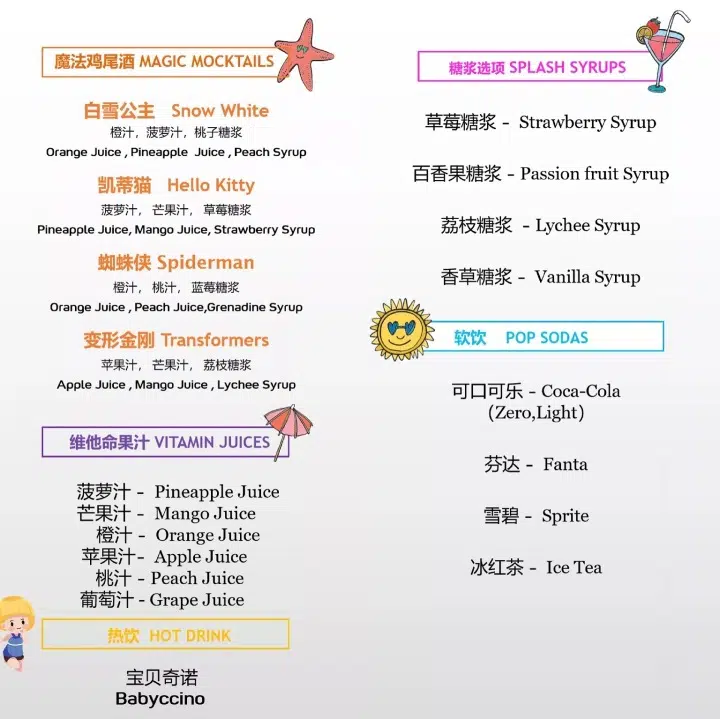 魔法鸡尾酒 MAGIC MOCKTAILS
白雪公主 Snow White
橙汁，菠萝汁，桃子糖浆
Orange Juice , Pineapple Juice , Peach Syrup
凯蒂猫 Hello Kitty
菠萝汁， 芒果汁， 草莓糖浆
Pineapple Juice, Mango Juice, Strawberry Syrup
蜘蛛侠 Spiderman
橙汁， 桃汁， 蓝莓糖浆
Orange Juice , Peach Juice,Grenadine Syrup
变形金刚 Transformers
苹果汁， 芒果汁， 荔枝糖浆
Apple Juice , Mango Juice , Lychee Syrup
维他命果汁 VITAMIN JUICES
菠萝汁 - Pineapple Juice
芒果汁 - Mango Juice
橙汁 - Orange Juice
苹果汁- Apple Juice
桃汁 - Peach Juice
葡萄汁 - Grape Juice
热饮 HOT DRINK
宝贝奇诺
Babyccino
糖浆选项 SPLASH SYRUPS
草莓糖浆 - Strawberry Syrup
百香果糖浆 - Passion fruit Syrup
荔枝糖浆 - Lychee Syrup
香草糖浆 - Vanilla Syrup
软饮 POP SODAS
可口可乐 - Coca-Cola
(Zero,Light)
芬达 - Fanta
雪碧 - Sprite
冰红茶 - Ice Tea